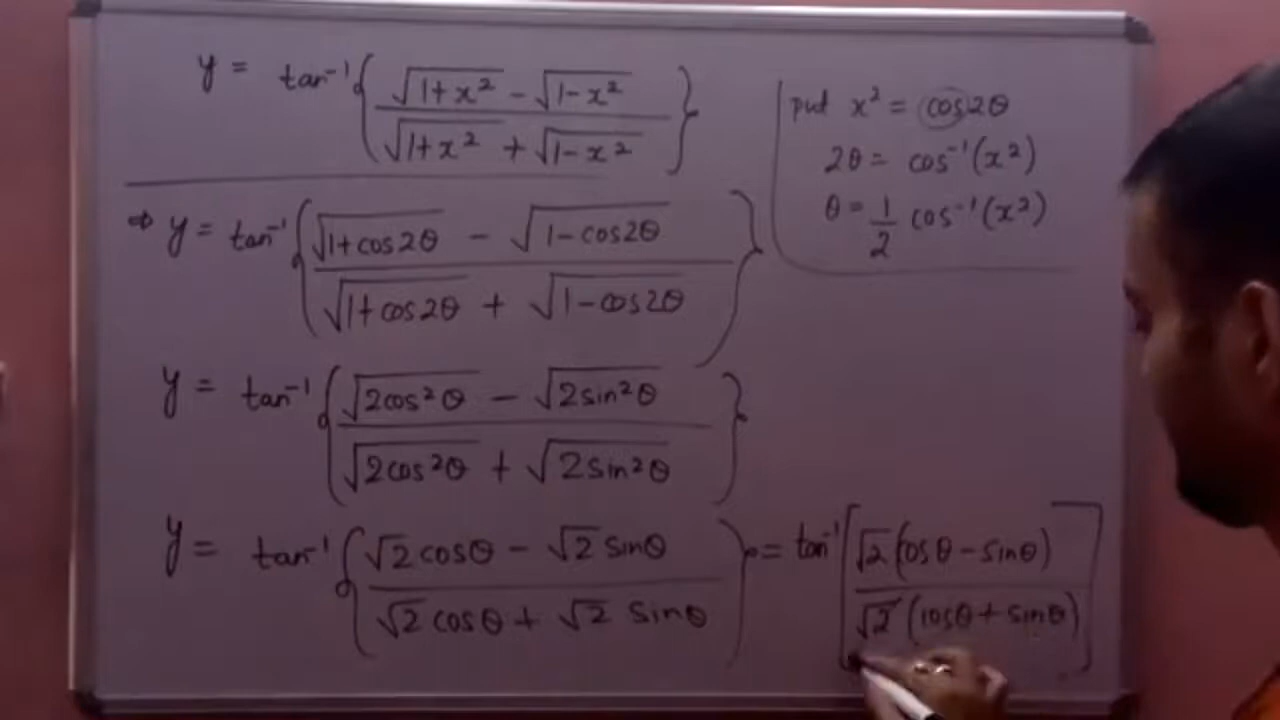 y = tan⁻¹{ (√(1+x²) − √(1−x²)) / (√(1+x²) + √(1−x²)) }
put x² = cos2θ
2θ = cos⁻¹(x²)
θ = 1/2 cos⁻¹(x²)
⇒ y = tan⁻¹{ (√(1+cos2θ) − √(1−cos2θ)) / (√(1+cos2θ) + √(1−cos2θ)) }
y = tan⁻¹{ (√(2cos²θ) − √(2sin²θ)) / (√(2cos²θ) + √(2sin²θ)) }
y = tan⁻¹{ (√2 cosθ − √2 sinθ) / (√2 cosθ + √2 sinθ) } = tan⁻¹[ √2(cosθ − sinθ) / √2(cosθ + sinθ) ]